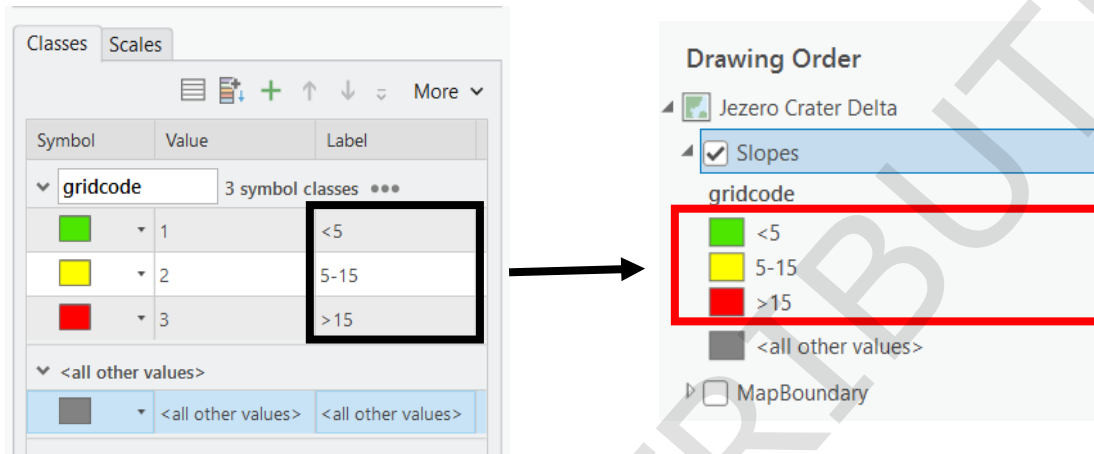 Classes Scales
More
Symbol Value Label
gridcode 3 symbol classes
1 <5
2 5-15
3 >15
<all other values>
<all other values> <all other values>
Drawing Order
Jezero Crater Delta
Slopes
gridcode
<5
5-15
>15
<all other values>
MapBoundary
TRIBUT